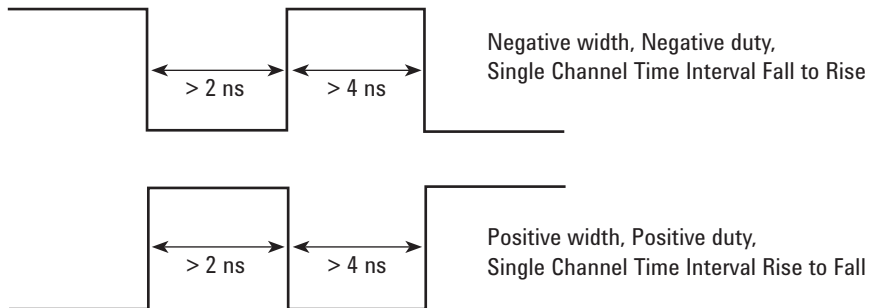 > 2 ns
> 4 ns
Negative width, Negative duty,
Single Channel Time Interval Fall to Rise
> 2 ns
> 4 ns
Positive width, Positive duty,
Single Channel Time Interval Rise to Fall